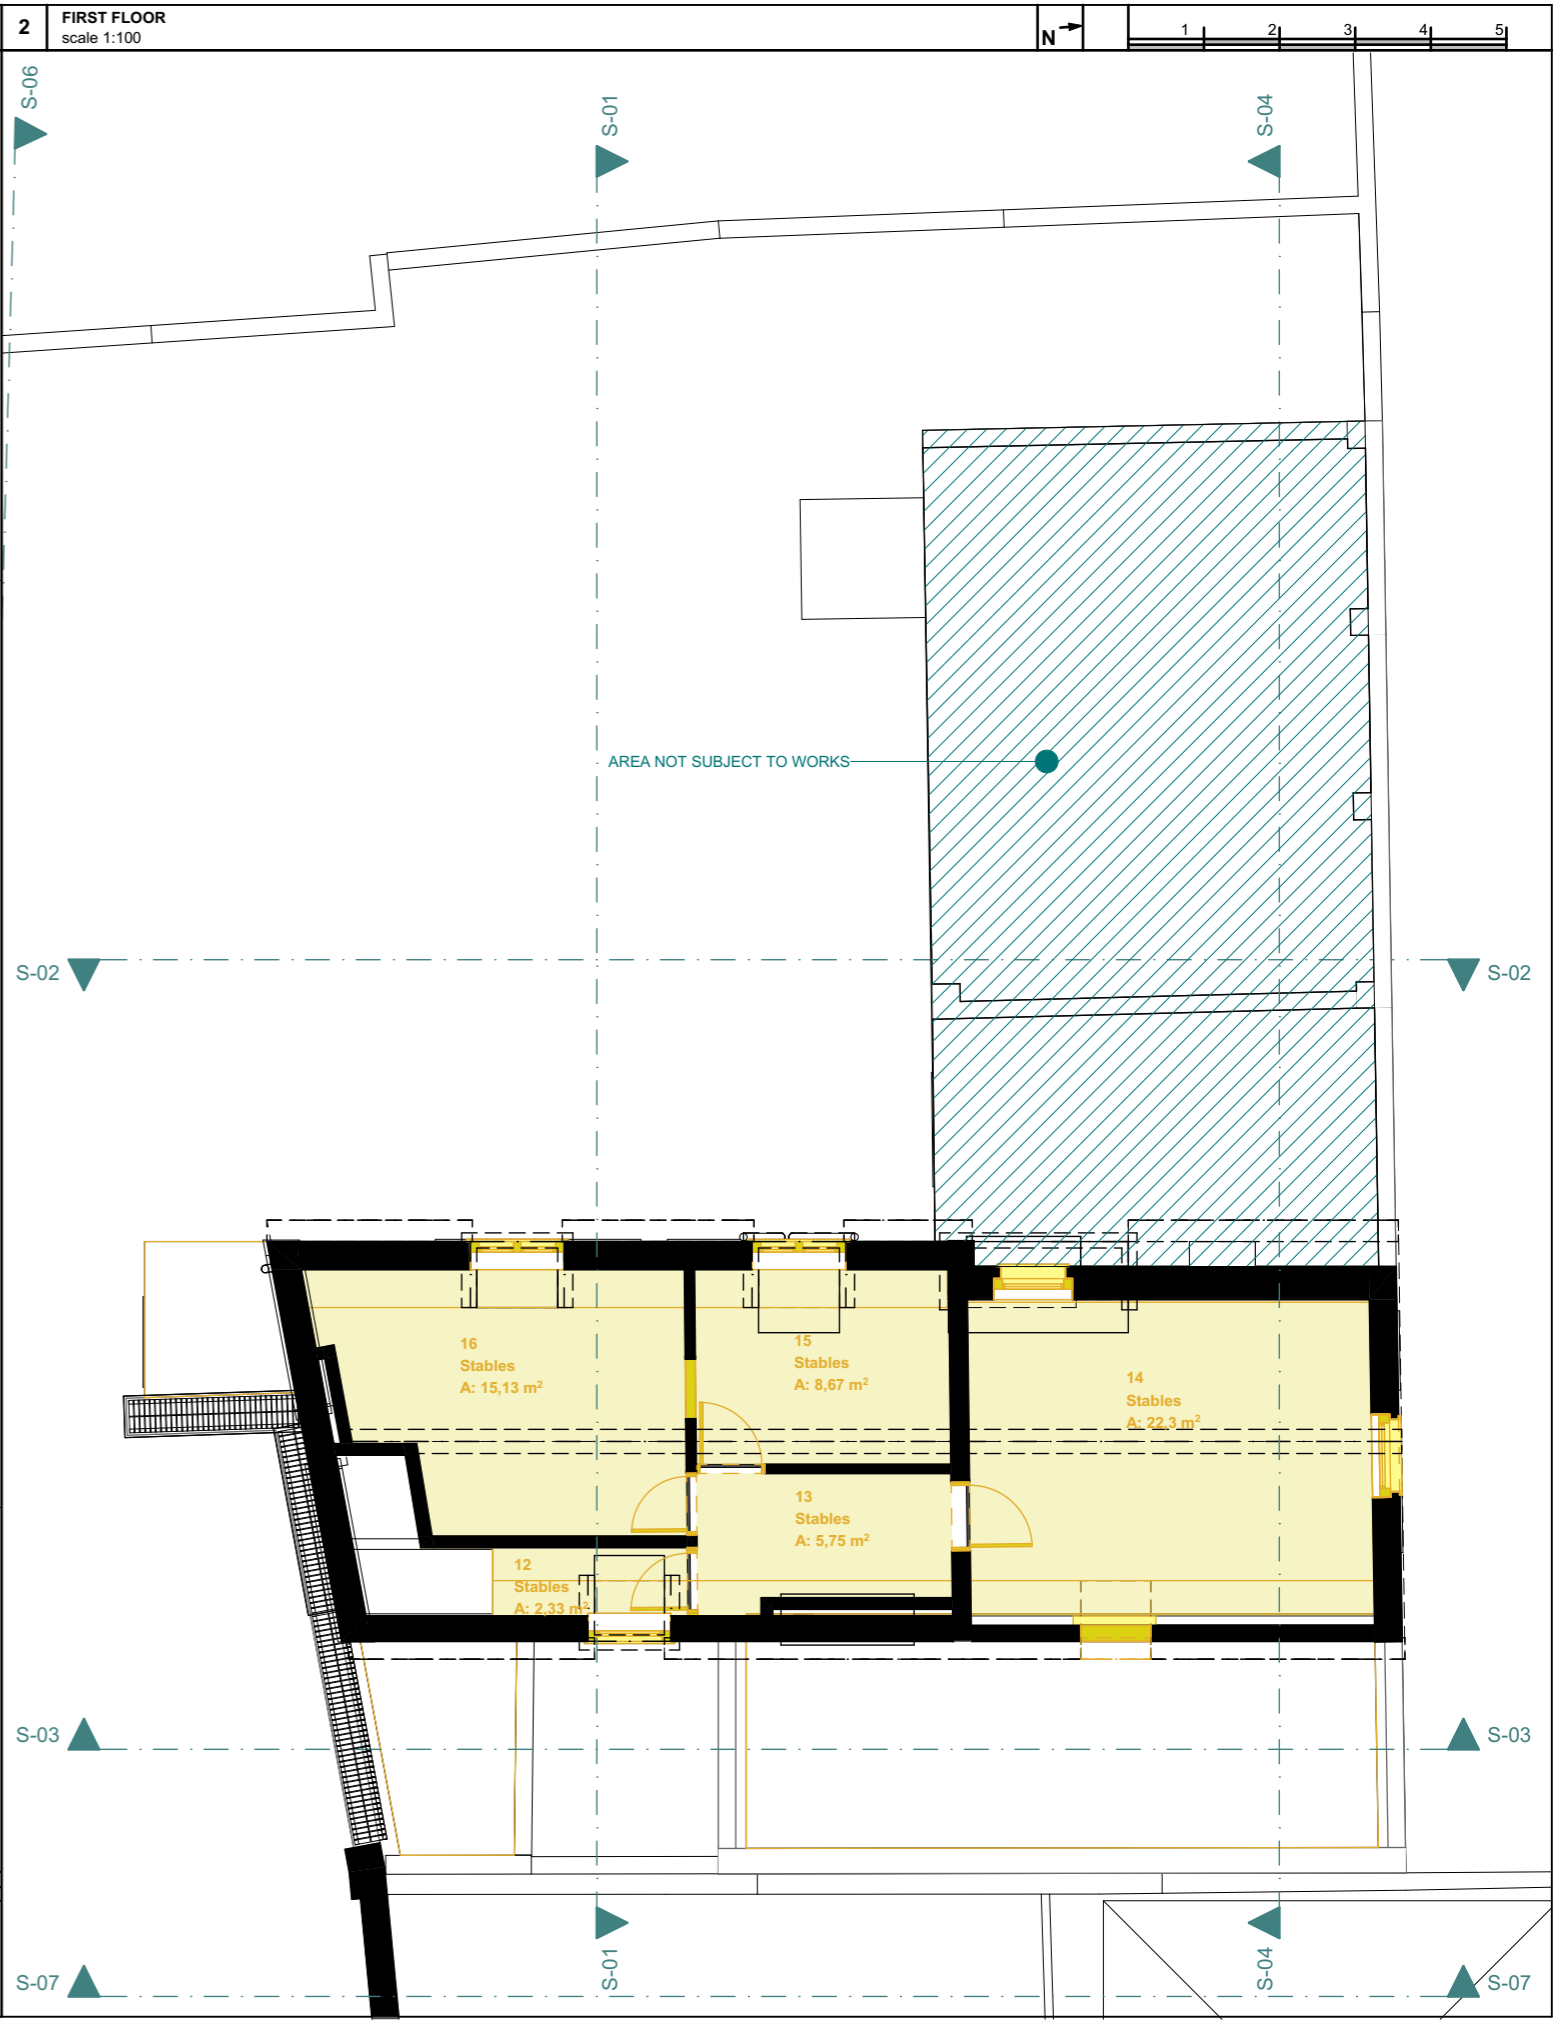 2
FIRST FLOOR
scale 1:100
N
1 2 3 4 5
S-06
S-01
S-04
AREA NOT SUBJECT TO WORKS
S-02
S-02
16
Stables
A: 15,13 m²
15
Stables
A: 8,67 m²
14
Stables
A: 22,3 m²
13
Stables
A: 5,75 m²
12
Stables
A: 2,33 m²
S-03
S-03
S-01
S-04
S-07
S-07